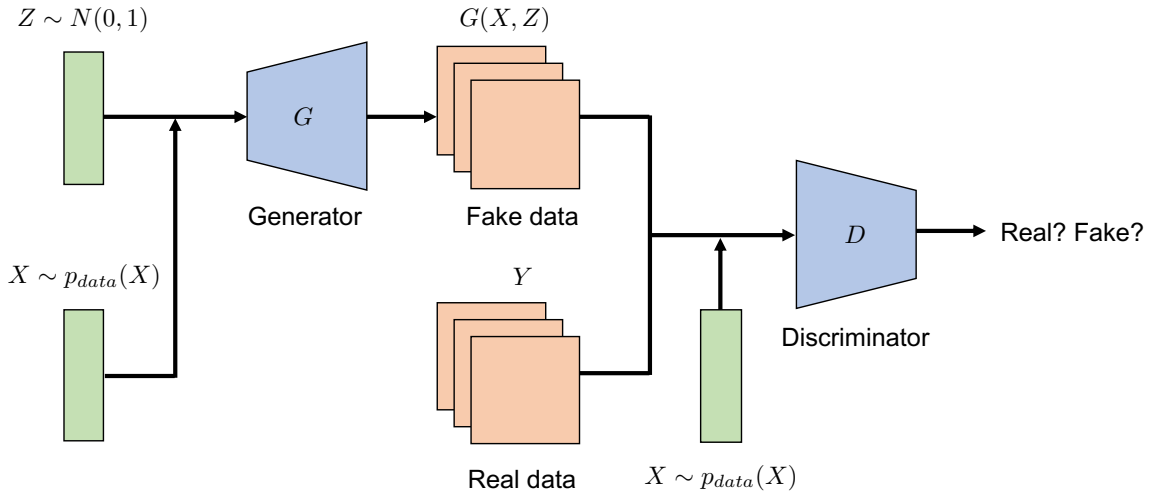 Z ∼ N(0, 1)
G(X, Z)
G
Generator
Fake data
D
Real? Fake?
X ∼ p_{data}(X)
Y
Discriminator
Real data
X ∼ p_{data}(X)